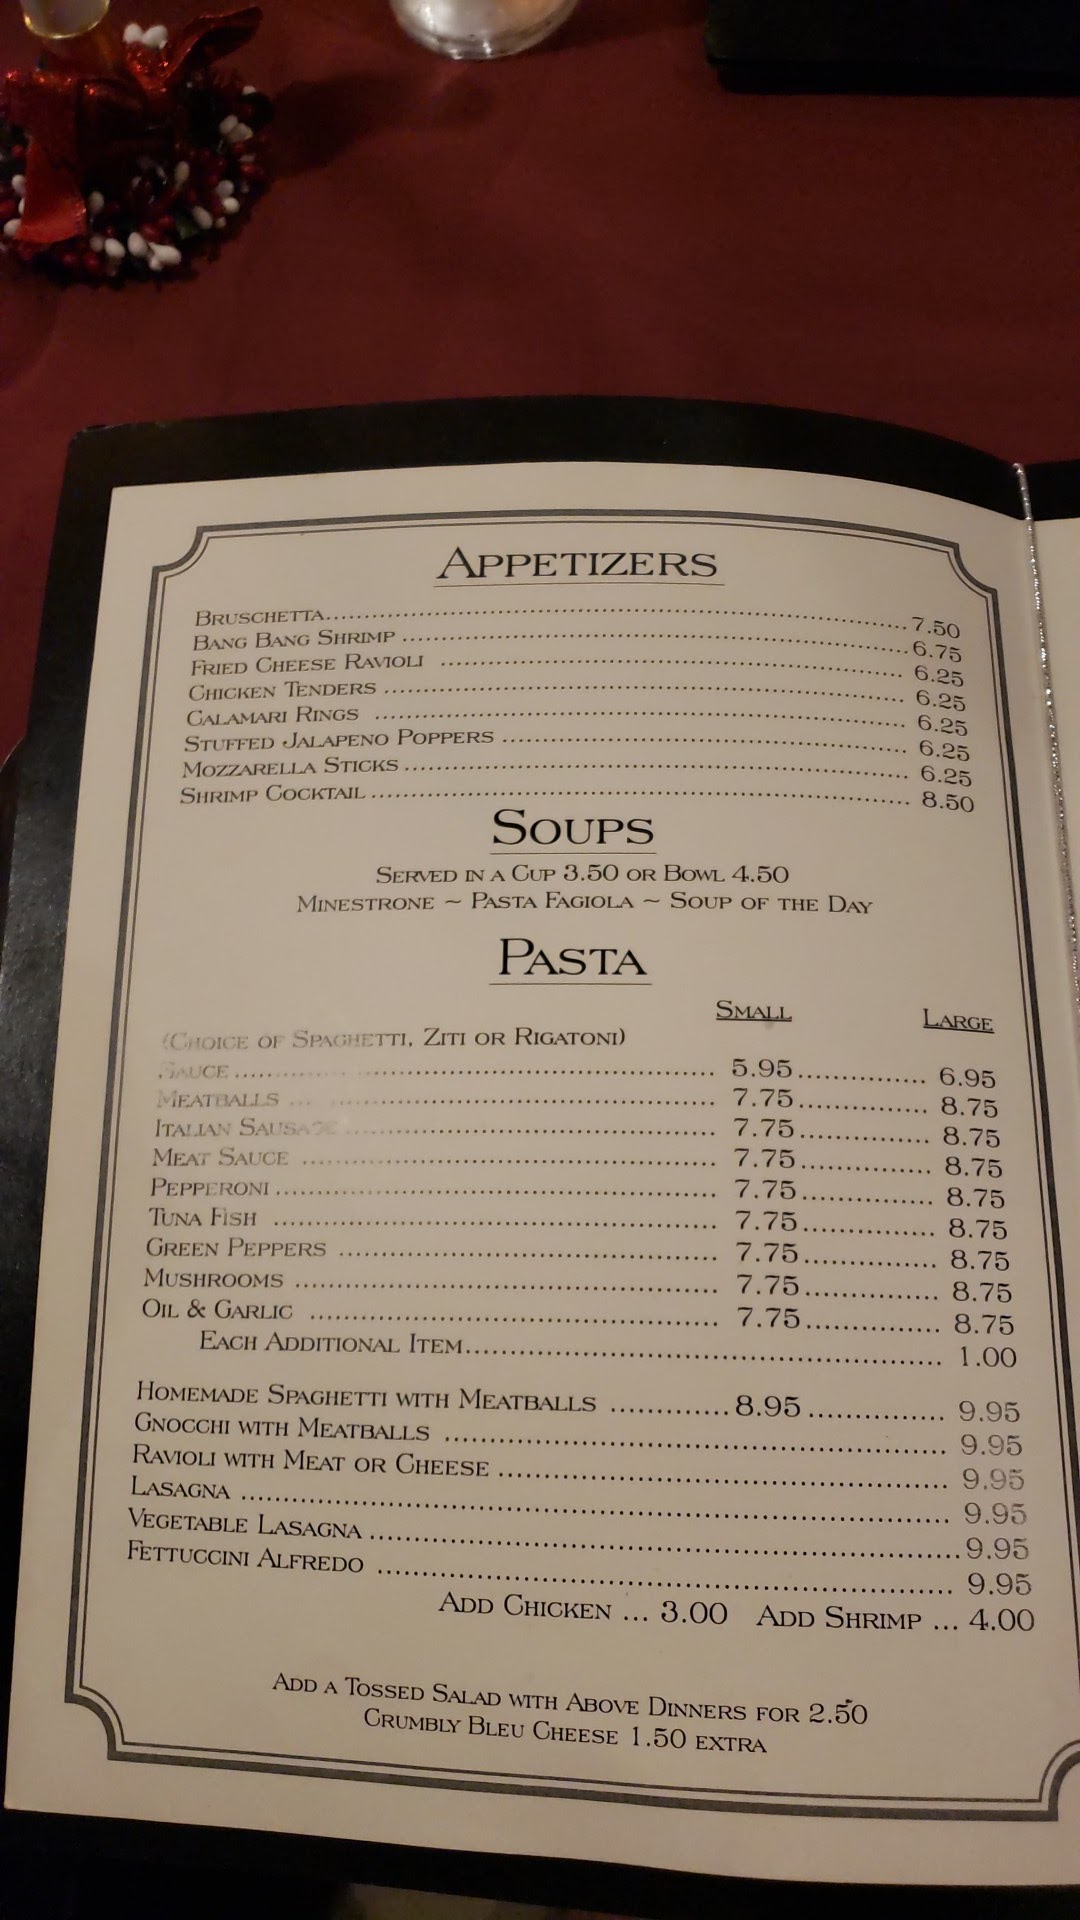 APPETIZERS
BRUSCHETTA..........7.50
BANG BANG SHRIMP..........6.75
FRIED CHEESE RAVIOLI..........6.25
CHICKEN TENDERS..........6.25
CALAMARI RINGS..........6.25
STUFFED JALAPENO POPPERS..........6.25
MOZZARELLA STICKS..........6.25
SHRIMP COCKTAIL..........8.50
SOUPS
SERVED IN A CUP 3.50 OR BOWL 4.50
MINESTRONE ~ PASTA FAGIOLA ~ SOUP OF THE DAY
PASTA
SMALL LARGE
(CHOICE OF SPAGHETTI, ZITI OR RIGATONI)
SAUCE..........5.95..........6.95
MEATBALLS..........7.75..........8.75
ITALIAN SAUSAGE..........7.75..........8.75
MEAT SAUCE..........7.75..........8.75
PEPPERONI..........7.75..........8.75
TUNA FISH..........7.75..........8.75
GREEN PEPPERS..........7.75..........8.75
MUSHROOMS..........7.75..........8.75
OIL & GARLIC..........7.75..........8.75
EACH ADDITIONAL ITEM..........1.00
HOMEMADE SPAGHETTI WITH MEATBALLS..........8.95..........9.95
GNOCCHI WITH MEATBALLS..........9.95
RAVIOLI WITH MEAT OR CHEESE..........9.95
LASAGNA..........9.95
VEGETABLE LASAGNA..........9.95
FETTUCCINI ALFREDO..........9.95
ADD CHICKEN ... 3.00 ADD SHRIMP ... 4.00
ADD A TOSSED SALAD WITH ABOVE DINNERS FOR 2.50
CRUMBLY BLEU CHEESE 1.50 EXTRA